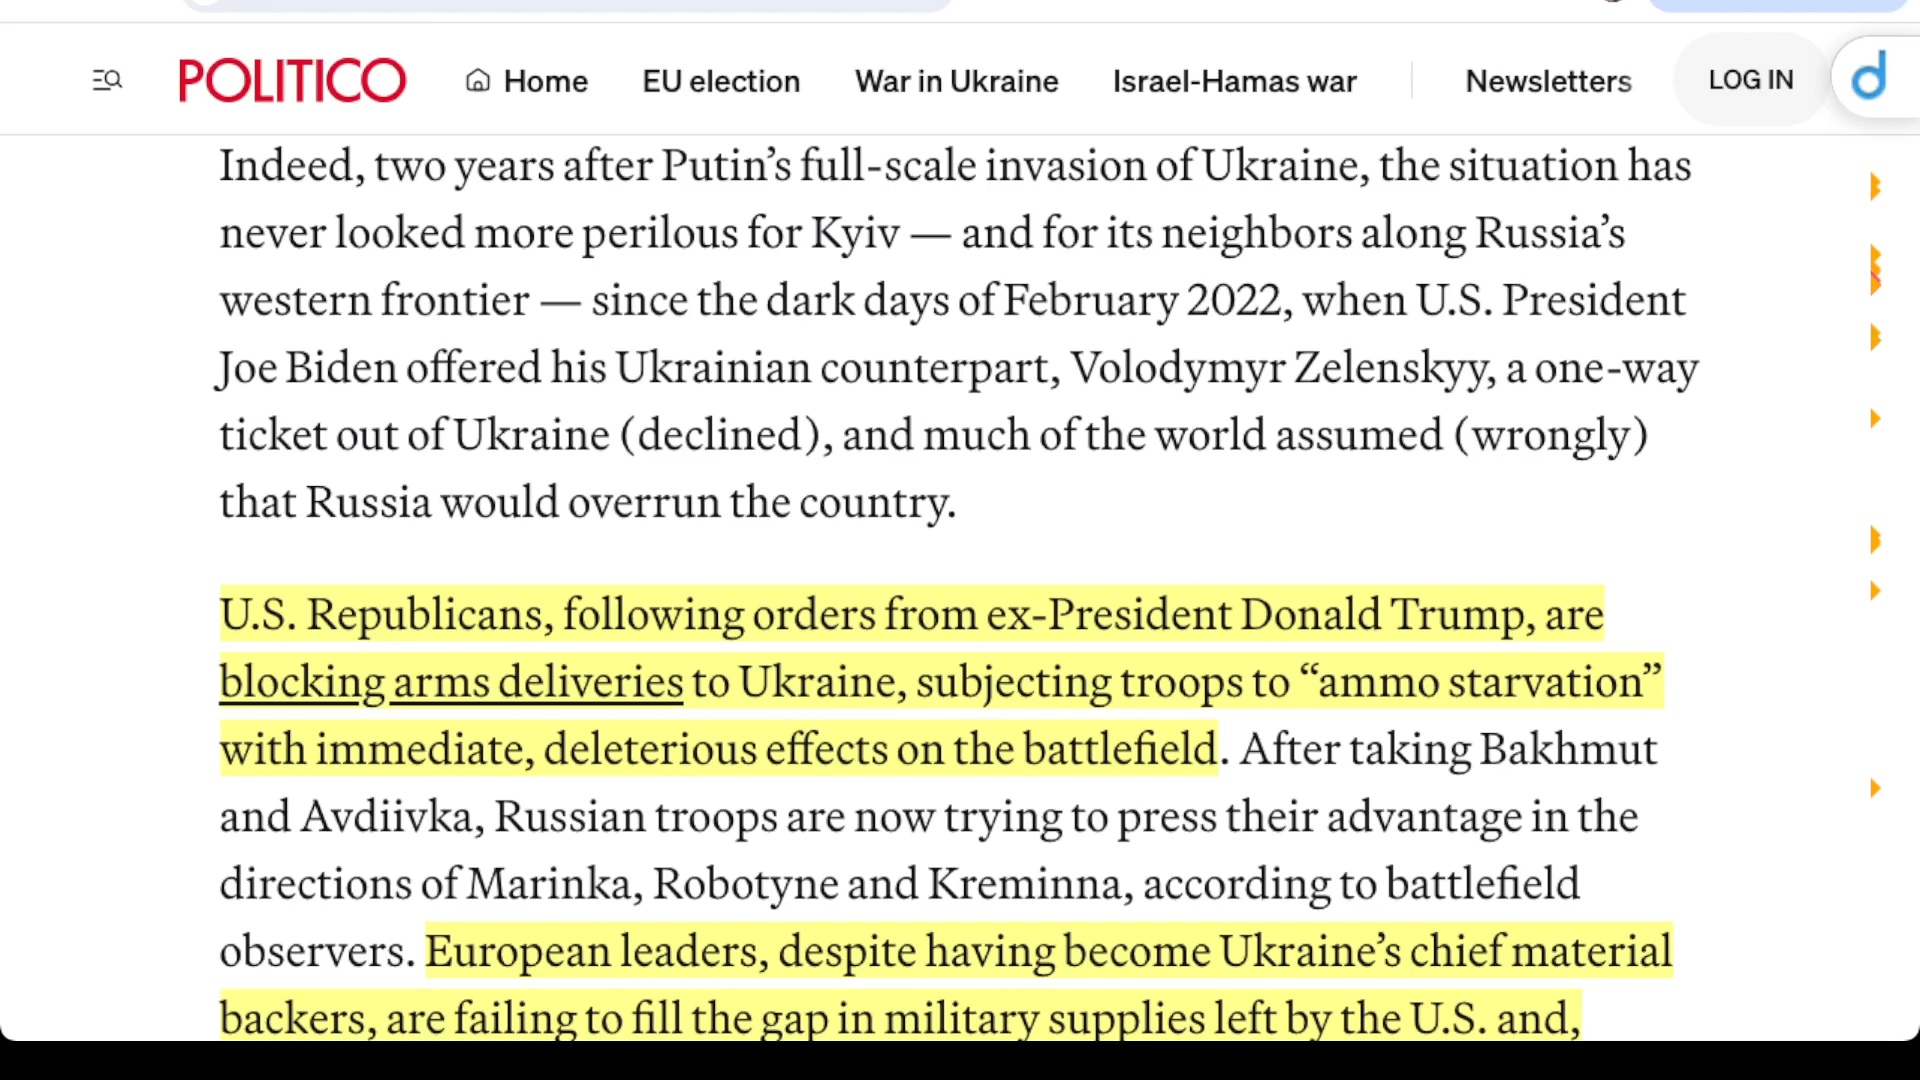 POLITICO Home EU election War in Ukraine Israel-Hamas war Newsletters LOG IN
Indeed, two years after Putin’s full-scale invasion of Ukraine, the situation has
never looked more perilous for Kyiv — and for its neighbors along Russia’s
western frontier — since the dark days of February 2022, when U.S. President
Joe Biden offered his Ukrainian counterpart, Volodymyr Zelenskyy, a one-way
ticket out of Ukraine (declined), and much of the world assumed (wrongly)
that Russia would overrun the country.
U.S. Republicans, following orders from ex-President Donald Trump, are
blocking arms deliveries to Ukraine, subjecting troops to “ammo starvation”
with immediate, deleterious effects on the battlefield. After taking Bakhmut
and Avdiivka, Russian troops are now trying to press their advantage in the
directions of Marinka, Robotyne and Kreminna, according to battlefield
observers. European leaders, despite having become Ukraine’s chief material
backers, are failing to fill the gap in military supplies left by the U.S. and,